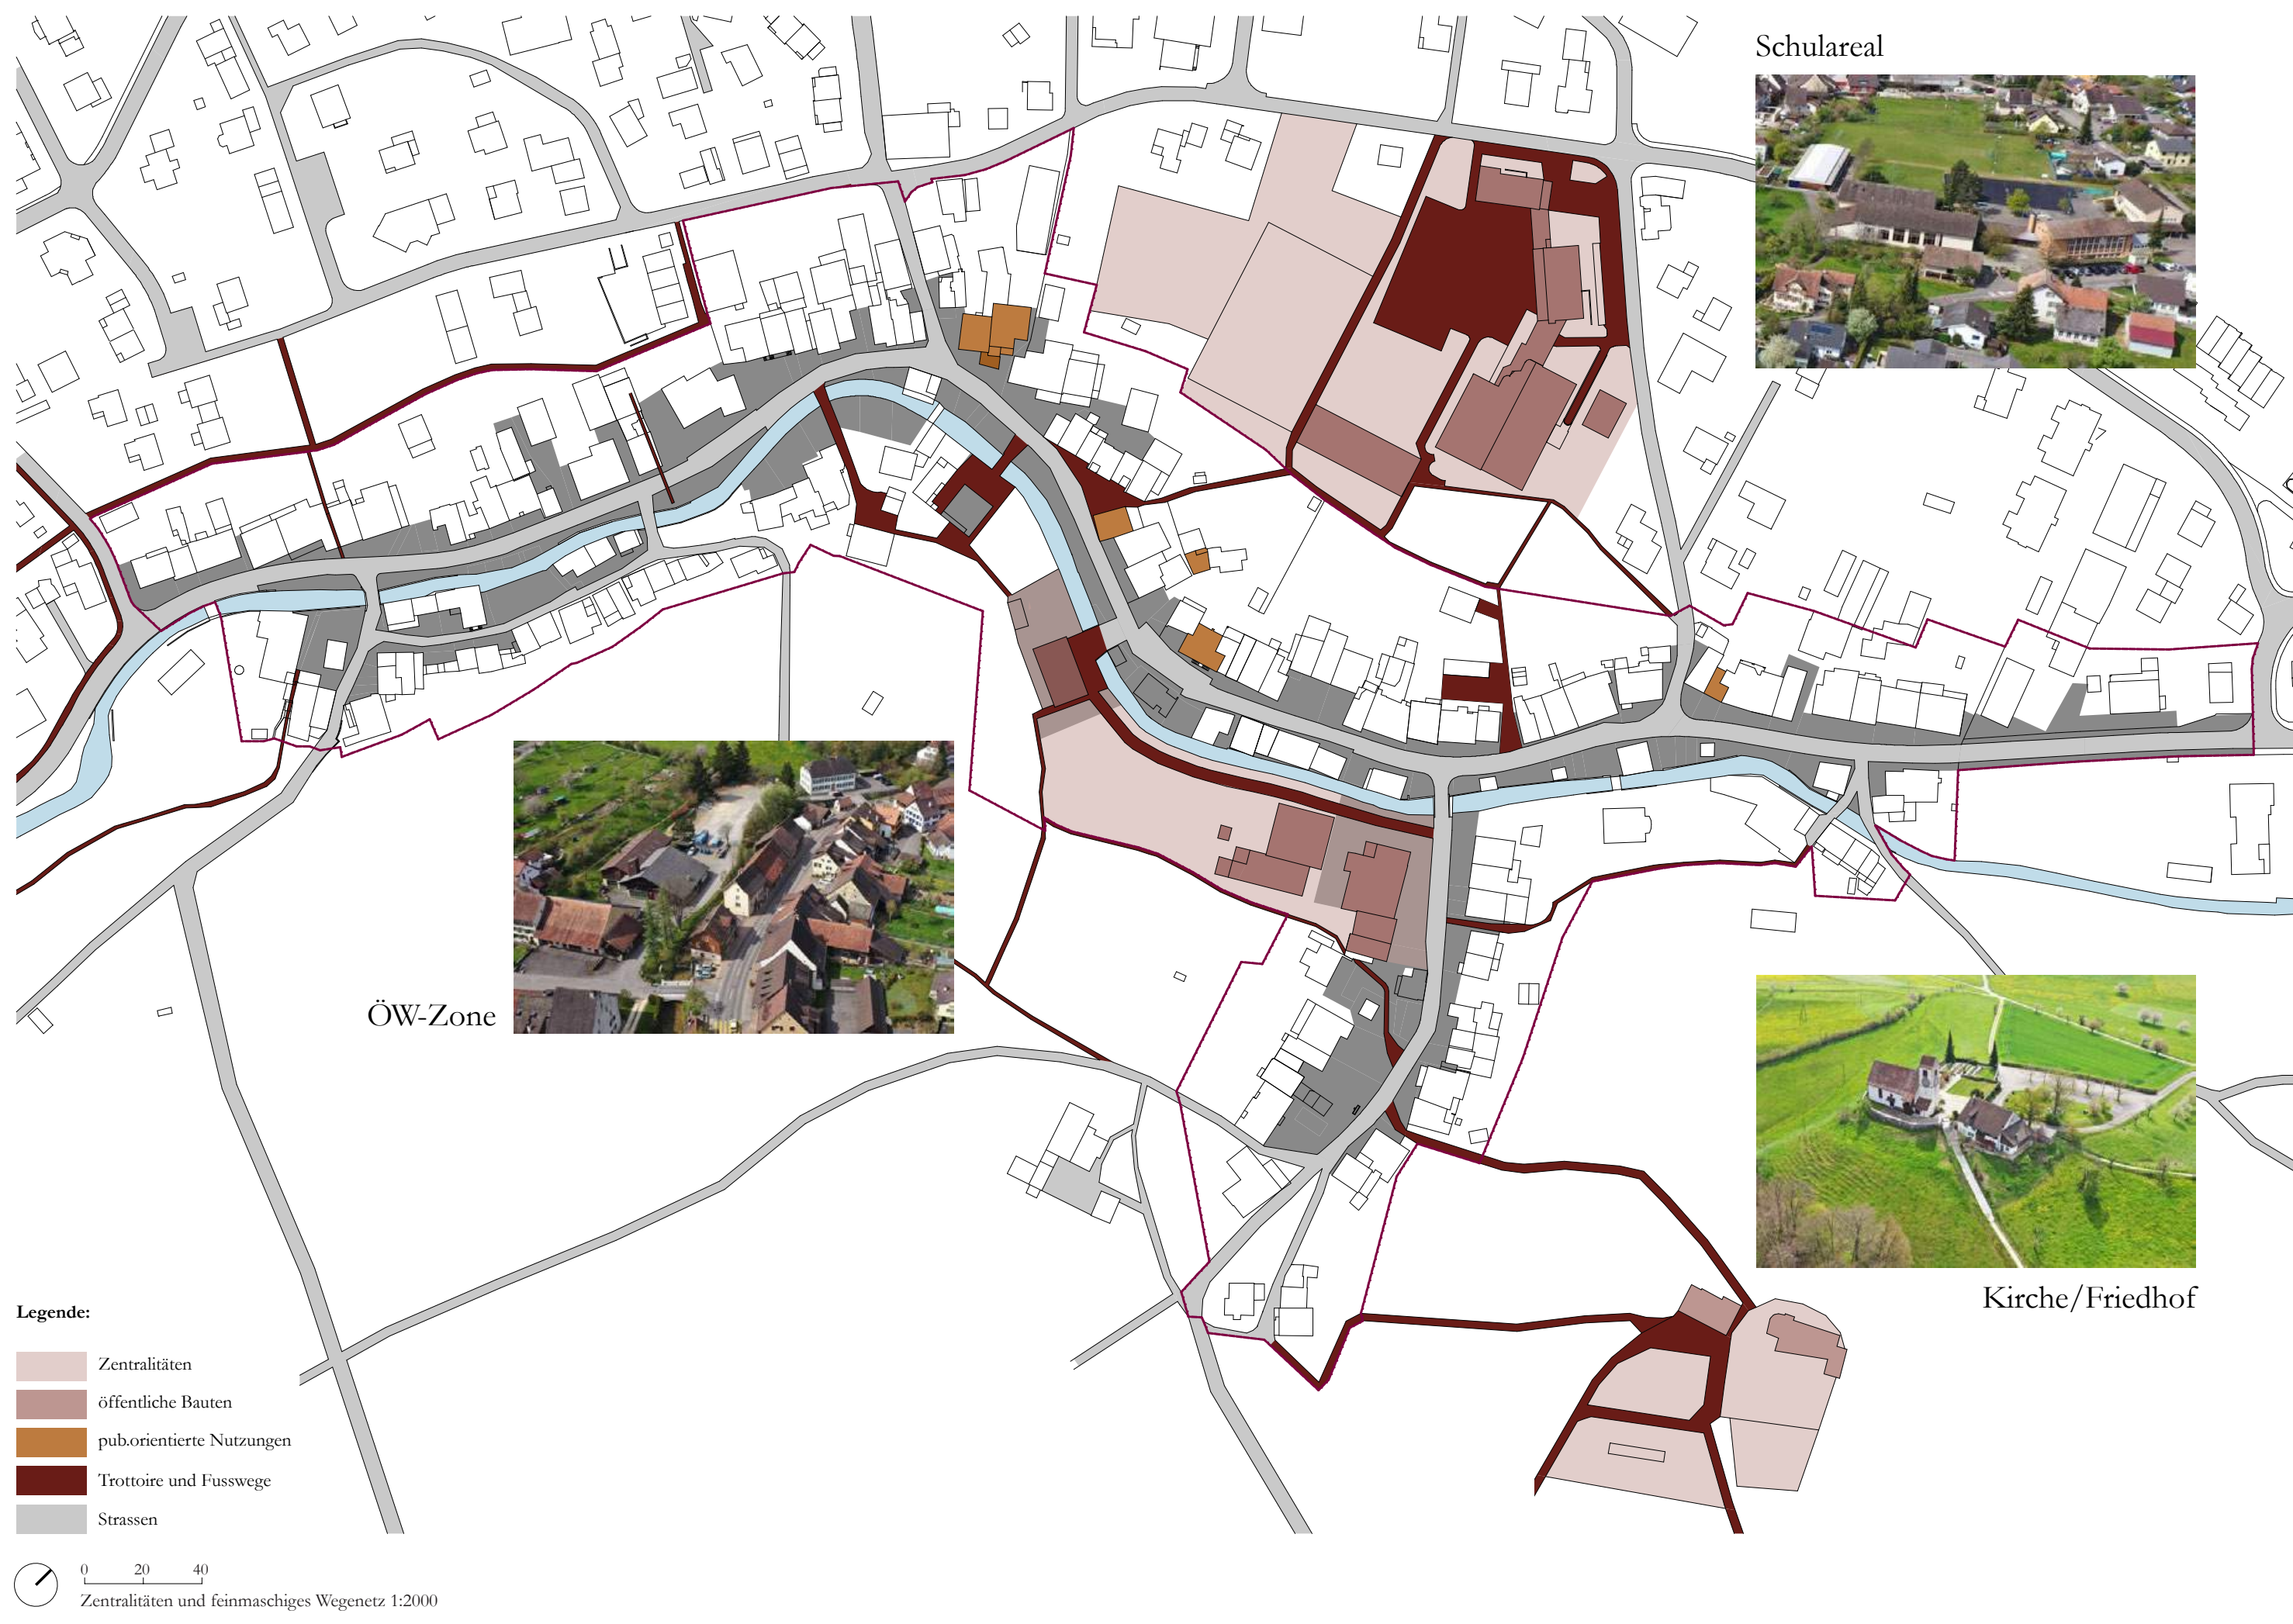 Schulareal
ÖW-Zone
Kirche/Friedhof
Legende:
Zentralitäten
öffentliche Bauten
pub.orientierte Nutzungen
Trottoire und Fusswege
Strassen
0 20 40
Zentralitäten und feinmaschiges Wegenetz 1:2000